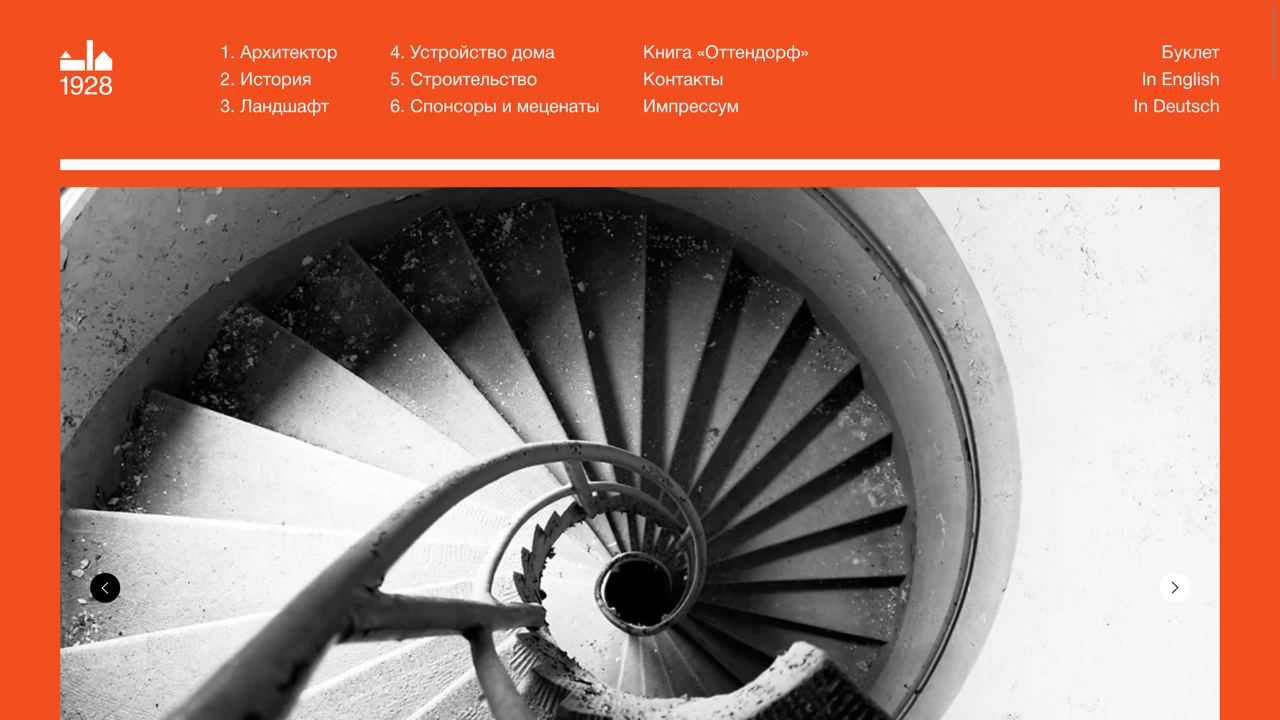 1928
1. Архитектор
2. История
3. Ландшафт
4. Устройство дома
5. Строительство
6. Спонсоры и меценаты
Книга «Оттендорф»
Контакты
Импрессум
Буклет
In English
In Deutsch